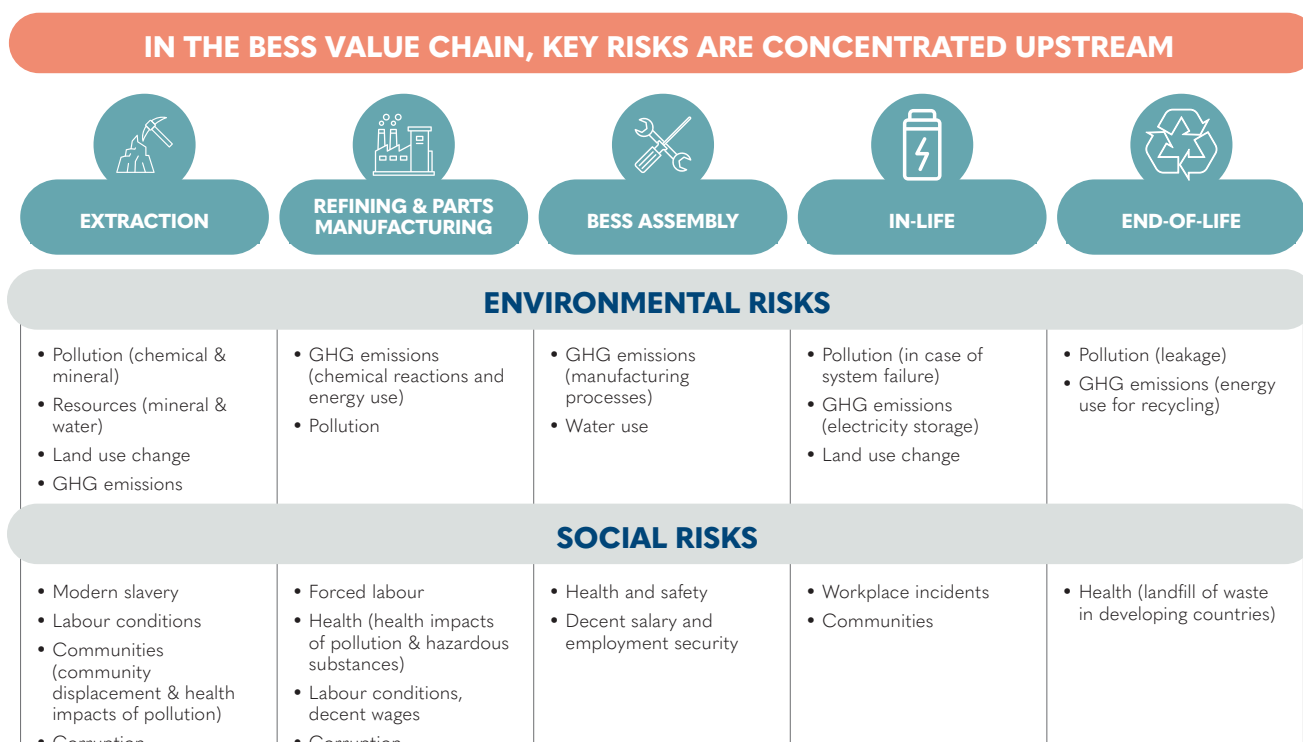 IN THE BESS VALUE CHAIN, KEY RISKS ARE CONCENTRATED UPSTREAM
EXTRACTION
REFINING & PARTS
MANUFACTURING
BESS ASSEMBLY
IN-LIFE
END-OF-LIFE
ENVIRONMENTAL RISKS
• Pollution (chemical &
mineral)
• Resources (mineral &
water)
• Land use change
• GHG emissions
• GHG emissions
(chemical reactions and
energy use)
• Pollution
• GHG emissions
(manufacturing
processes)
• Water use
• Pollution (in case of
system failure)
• GHG emissions
(electricity storage)
• Land use change
• Pollution (leakage)
• GHG emissions (energy
use for recycling)
SOCIAL RISKS
• Modern slavery
• Labour conditions
• Communities
(community
displacement & health
impacts of pollution)
• Corruption
• Forced labour
• Health (health impacts
of pollution & hazardous
substances)
• Labour conditions,
decent wages
• Corruption
• Health and safety
• Decent salary and
employment security
• Workplace incidents
• Communities
• Health (landfill of waste
in developing countries)